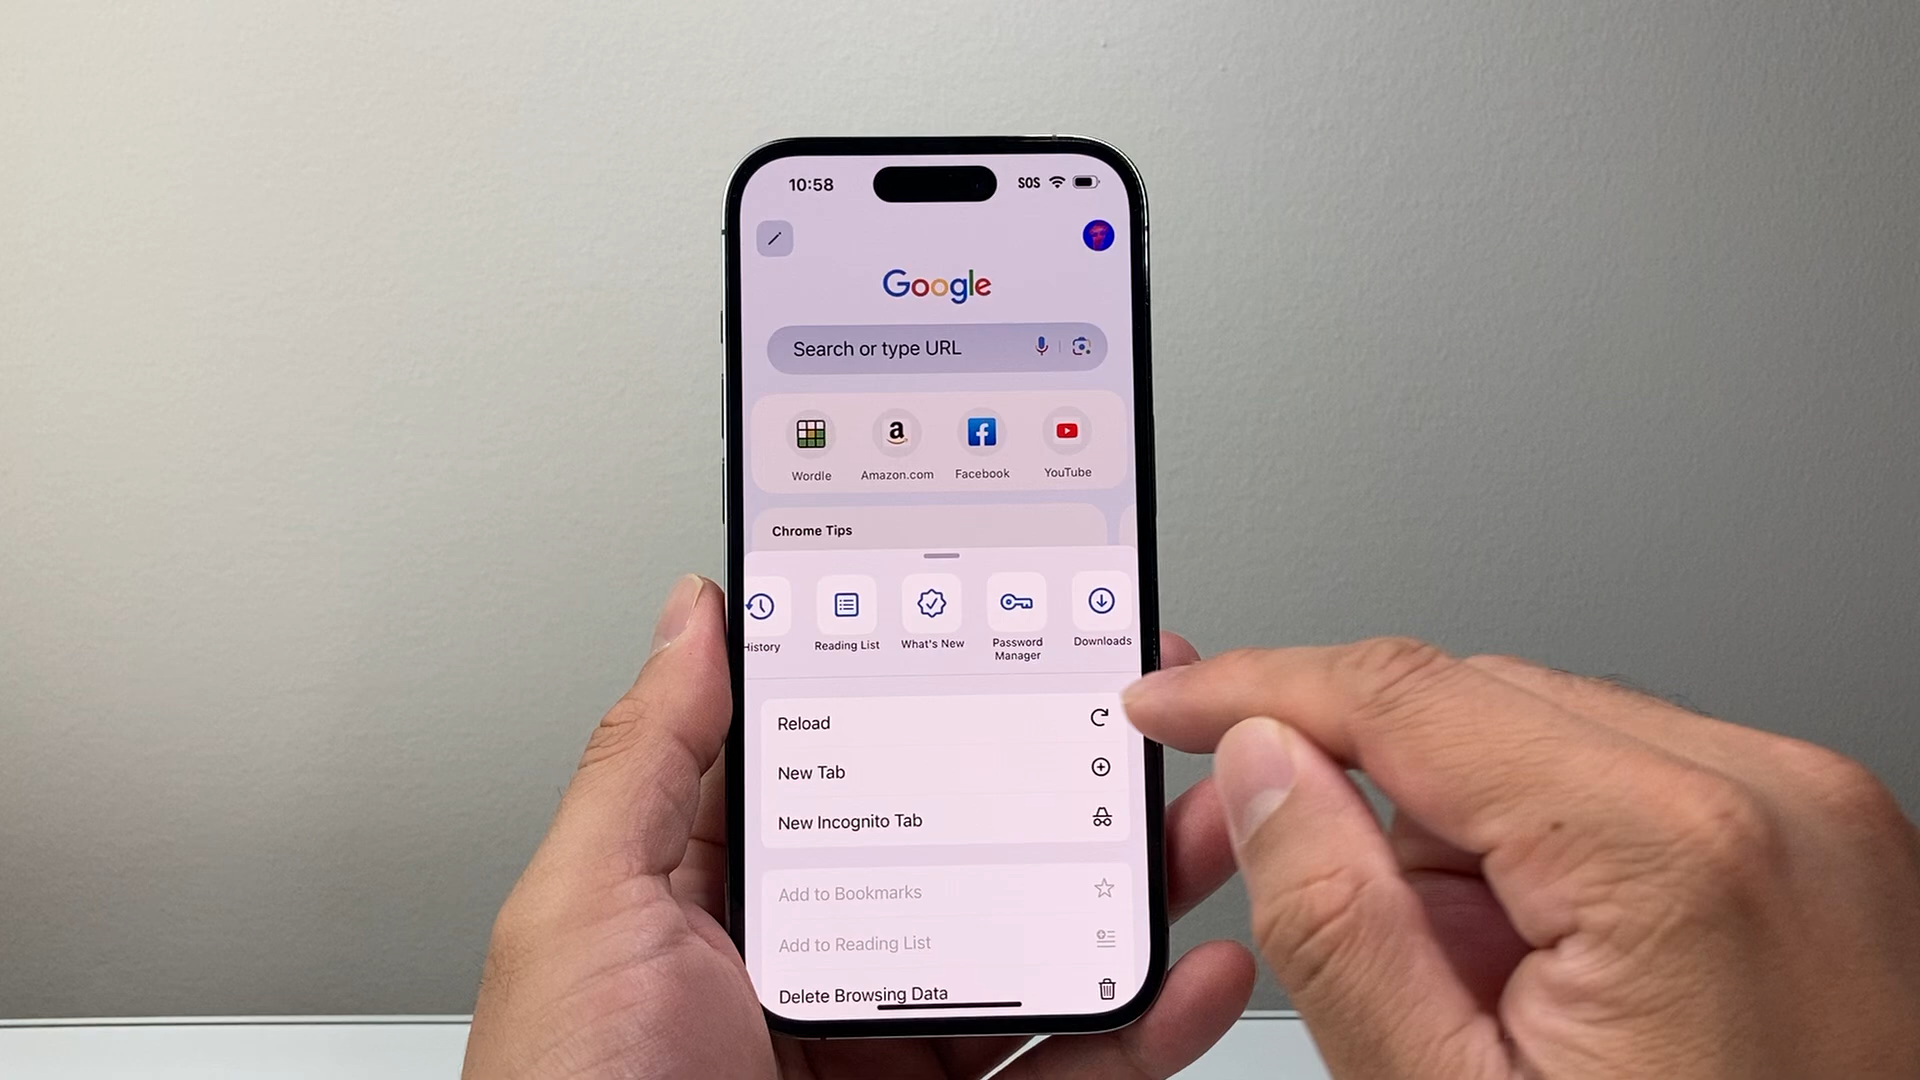 10:58 SOS
Google
Search or type URL
Wordle Amazon.com Facebook YouTube
Chrome Tips
History Reading List What's New Password Manager Downloads
Reload
New Tab
New Incognito Tab
Add to Bookmarks
Add to Reading List
Delete Browsing Data